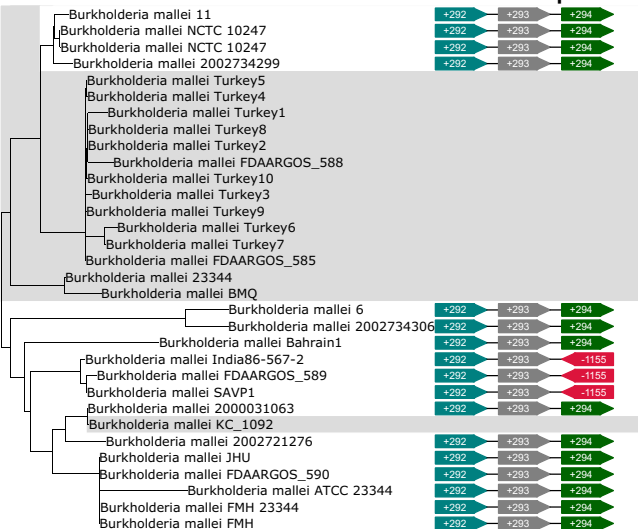 Burkholderia mallei 11 +292 +293 +294
Burkholderia mallei NCTC 10247 +292 +293 +294
Burkholderia mallei NCTC 10247 +292 +293 +294
Burkholderia mallei 2002734299 +292 +293 +294
Burkholderia mallei Turkey5
Burkholderia mallei Turkey4
Burkholderia mallei Turkey1
Burkholderia mallei Turkey8
Burkholderia mallei Turkey2
Burkholderia mallei FDAARGOS_588
Burkholderia mallei Turkey10
Burkholderia mallei Turkey3
Burkholderia mallei Turkey9
Burkholderia mallei Turkey6
Burkholderia mallei Turkey7
Burkholderia mallei FDAARGOS_585
Burkholderia mallei 23344
Burkholderia mallei BMQ
Burkholderia mallei 6 +292 +293 +294
Burkholderia mallei 2002734306 +292 +293 +294
Burkholderia mallei Bahrain1 +292 +293 +294
Burkholderia mallei India86-567-2 +292 +293 -1155
Burkholderia mallei FDAARGOS_589 +292 +293 -1155
Burkholderia mallei SAVP1 +292 +293 -1155
Burkholderia mallei 2000031063 +292 +293 +294
Burkholderia mallei KC_1092
Burkholderia mallei 2002721276 +292 +293 +294
Burkholderia mallei JHU +292 +293 +294
Burkholderia mallei FDAARGOS_590 +292 +293 +294
Burkholderia mallei ATCC 23344 +292 +293 +294
Burkholderia mallei FMH 23344 +292 +293 +294
Burkholderia mallei FMH +292 +293 +294